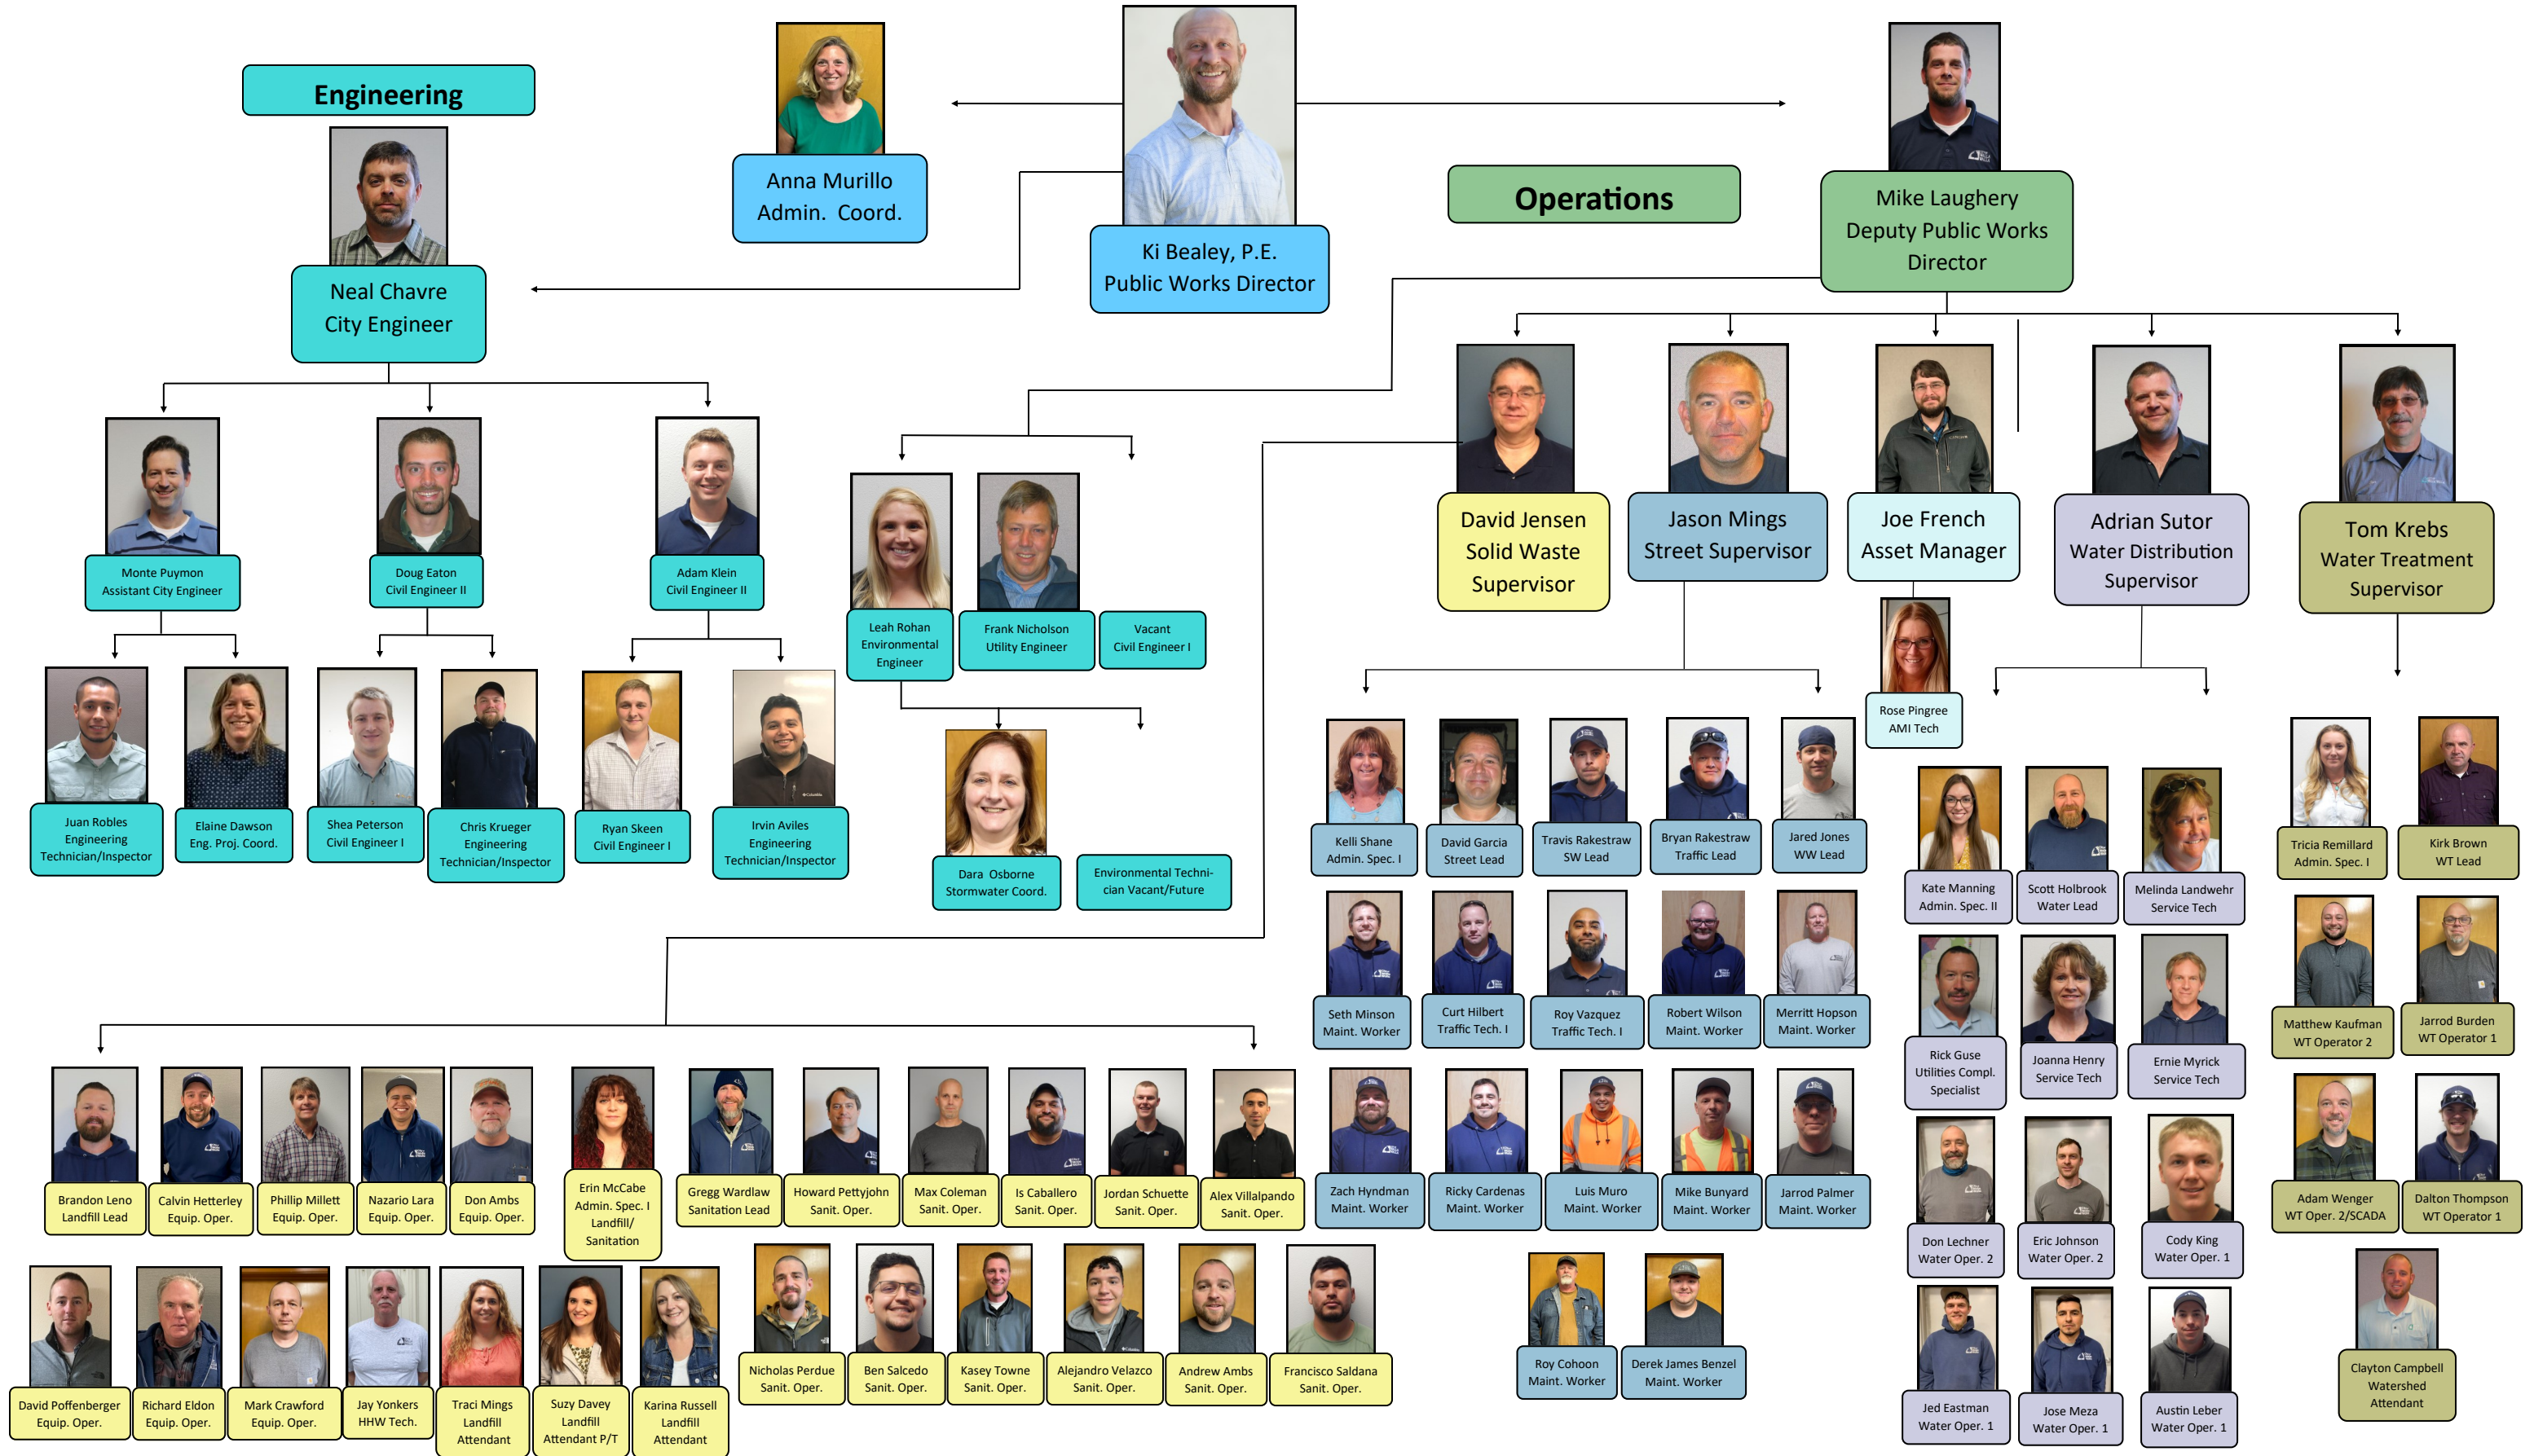 Engineering
Operations
Anna Murillo
Admin. Coord.
Ki Bealey, P.E.
Public Works Director
Mike Laughery
Deputy Public Works
Director
Neal Chavre
City Engineer
Monte Puymon
Assistant City Engineer
Doug Eaton
Civil Engineer II
Adam Klein
Civil Engineer II
Leah Rohan
Environmental
Engineer
Frank Nicholson
Utility Engineer
Vacant
Civil Engineer I
David Jensen
Solid Waste
Supervisor
Jason Mings
Street Supervisor
Joe French
Asset Manager
Adrian Sutor
Water Distribution
Supervisor
Tom Krebs
Water Treatment
Supervisor
Rose Pingree
AMI Tech
Juan Robles
Engineering
Technician/Inspector
Elaine Dawson
Eng. Proj. Coord.
Shea Peterson
Civil Engineer I
Chris Krueger
Engineering
Technician/Inspector
Ryan Skeen
Civil Engineer I
Irvin Aviles
Engineering
Technician/Inspector
Dara Osborne
Stormwater Coord.
Environmental Techni-
cian Vacant/Future
Kelli Shane
Admin. Spec. I
David Garcia
Street Lead
Travis Rakestraw
SW Lead
Bryan Rakestraw
Traffic Lead
Jared Jones
WW Lead
Kate Manning
Admin. Spec. II
Scott Holbrook
Water Lead
Melinda Landwehr
Service Tech
Tricia Remillard
Admin. Spec. I
Kirk Brown
WT Lead
Seth Minson
Maint. Worker
Curt Hilbert
Traffic Tech. I
Roy Vazquez
Traffic Tech. I
Robert Wilson
Maint. Worker
Merritt Hopson
Maint. Worker
Rick Guse
Utilities Compl.
Specialist
Joanna Henry
Service Tech
Ernie Myrick
Service Tech
Matthew Kaufman
WT Operator 2
Jarrod Burden
WT Operator 1
Brandon Leno
Landfill Lead
Calvin Hetterley
Equip. Oper.
Phillip Millett
Equip. Oper.
Nazario Lara
Equip. Oper.
Don Ambs
Equip. Oper.
Erin McCabe
Admin. Spec. I
Landfill/
Sanitation
Gregg Wardlaw
Sanitation Lead
Howard Pettyjohn
Sanit. Oper.
Max Coleman
Sanit. Oper.
Is Caballero
Sanit. Oper.
Jordan Schuette
Sanit. Oper.
Alex Villalpando
Sanit. Oper.
Zach Hyndman
Maint. Worker
Ricky Cardenas
Maint. Worker
Luis Muro
Maint. Worker
Mike Bunyard
Maint. Worker
Jarrod Palmer
Maint. Worker
Don Lechner
Water Oper. 2
Eric Johnson
Water Oper. 2
Cody King
Water Oper. 1
Adam Wenger
WT Oper. 2/SCADA
Dalton Thompson
WT Operator 1
David Poffenberger
Equip. Oper.
Richard Eldon
Equip. Oper.
Mark Crawford
Equip. Oper.
Jay Yonkers
HHW Tech.
Traci Mings
Landfill
Attendant
Suzy Davey
Landfill
Attendant P/T
Karina Russell
Landfill
Attendant
Nicholas Perdue
Sanit. Oper.
Ben Salcedo
Sanit. Oper.
Kasey Towne
Sanit. Oper.
Alejandro Velazco
Sanit. Oper.
Andrew Ambs
Sanit. Oper.
Francisco Saldana
Sanit. Oper.
Roy Cohoon
Maint. Worker
Derek James Benzel
Maint. Worker
Jed Eastman
Water Oper. 1
Jose Meza
Water Oper. 1
Austin Leber
Water Oper. 1
Clayton Campbell
Watershed
Attendant